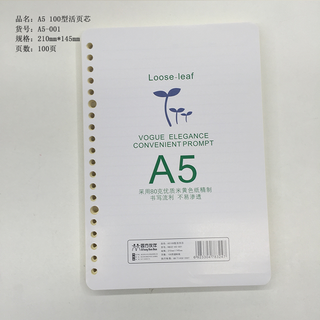 品名：A5 100型活页芯
货号：A5-001
规格：210mm*145mm
页数：100页
Loose-leaf
VOGUE ELEGANCE
CONVENIENT PROMPT
A5
采用80克优质米黄色纸精制
书写流利 不易渗透